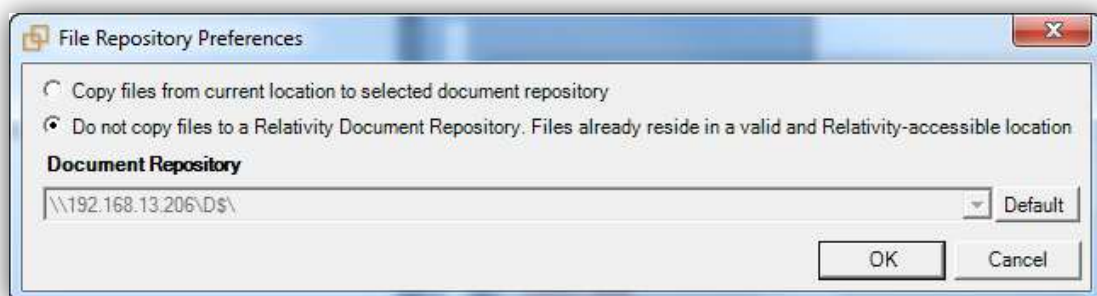 File Repository Preferences
Copy files from current location to selected document repository
Do not copy files to a Relativity Document Repository. Files already reside in a valid and Relativity-accessible location
Document Repository
\\192.168.13.206\D$\ Default
OK Cancel